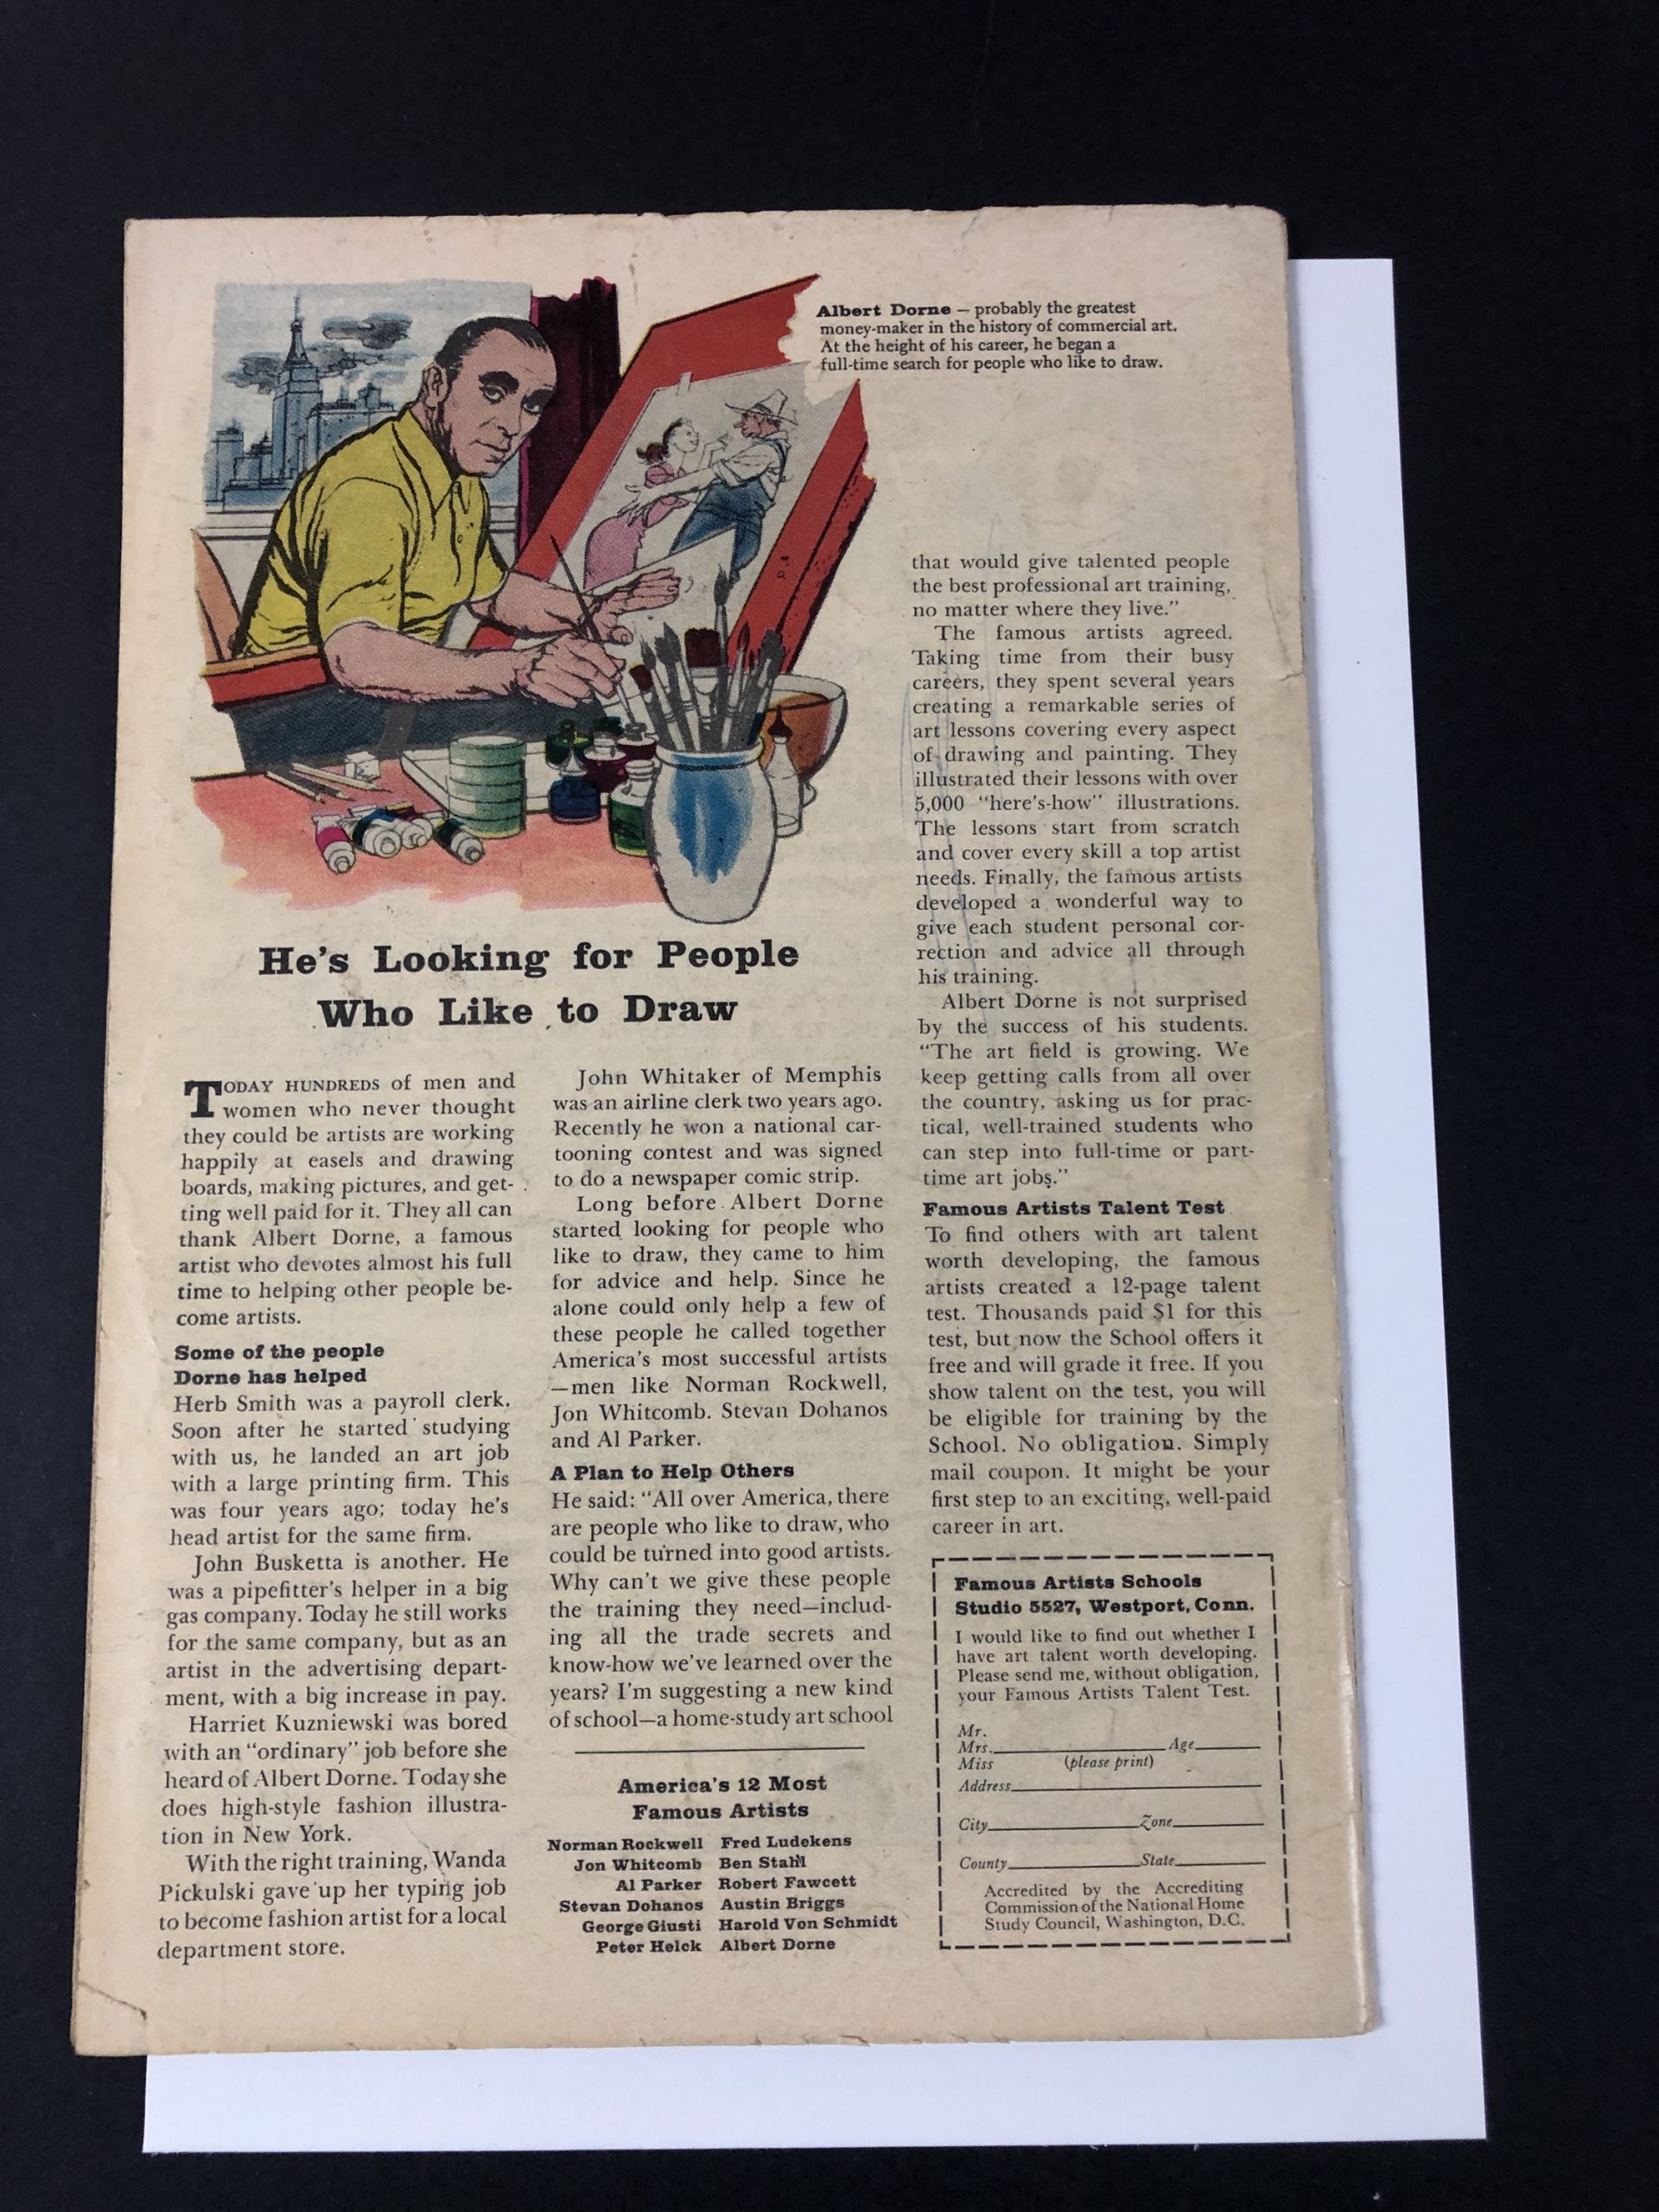 Albert Dorne – probably the greatest
money-maker in the history of commercial art.
At the height of his career, he began a
full-time search for people who like to draw.
He's Looking for People
Who Like to Draw
TODAY HUNDREDS of men and
women who never thought
they could be artists are working
happily at easels and drawing
boards, making pictures, and get-
ting well paid for it. They all can
thank Albert Dorne, a famous
artist who devotes almost his full
time to helping other people be-
come artists.
Some of the people
Dorne has helped
Herb Smith was a payroll clerk.
Soon after he started studying
with us, he landed an art job
with a large printing firm. This
was four years ago; today he's
head artist for the same firm.
John Busketta is another. He
was a pipefitter's helper in a big
gas company. Today he still works
for the same company, but as an
artist in the advertising depart-
ment, with a big increase in pay.
Harriet Kuzniewski was bored
with an "ordinary" job before she
heard of Albert Dorne. Today she
does high-style fashion illustra-
tion in New York.
With the right training, Wanda
Pickulski gave up her typing job
to become fashion artist for a local
department store.
John Whitaker of Memphis
was an airline clerk two years ago.
Recently he won a national car-
tooning contest and was signed
to do a newspaper comic strip.
Long before Albert Dorne
started looking for people who
like to draw, they came to him
for advice and help. Since he
alone could only help a few of
these people he called together
America's most successful artists
—men like Norman Rockwell,
Jon Whitcomb. Stevan Dohanos
and Al Parker.
A Plan to Help Others
He said: "All over America, there
are people who like to draw, who
could be turned into good artists.
Why can't we give these people
the training they need—includ-
ing all the trade secrets and
know-how we've learned over the
years? I'm suggesting a new kind
of school—a home-study art school
America's 12 Most
Famous Artists
Norman Rockwell Fred Ludekens
Jon Whitcomb Ben Stahl
Al Parker Robert Fawcett
Stevan Dohanos Austin Briggs
George Giusti Harold Von Schmidt
Peter Helck Albert Dorne
that would give talented people
the best professional art training,
no matter where they live."
The famous artists agreed.
Taking time from their busy
careers, they spent several years
creating a remarkable series of
art lessons covering every aspect
of drawing and painting. They
illustrated their lessons with over
5,000 "here's-how" illustrations.
The lessons start from scratch
and cover every skill a top artist
needs. Finally, the famous artists
developed a wonderful way to
give each student personal cor-
rection and advice all through
his training.
Albert Dorne is not surprised
by the success of his students.
"The art field is growing. We
keep getting calls from all over
the country, asking us for prac-
tical, well-trained students who
can step into full-time or part-
time art jobs."
Famous Artists Talent Test
To find others with art talent
worth developing, the famous
artists created a 12-page talent
test. Thousands paid $1 for this
test, but now the School offers it
free and will grade it free. If you
show talent on the test, you will
be eligible for training by the
School. No obligation. Simply
mail coupon. It might be your
first step to an exciting, well-paid
career in art.
Famous Artists Schools
Studio 5527, Westport, Conn.
I would like to find out whether I
have art talent worth developing.
Please send me, without obligation,
your Famous Artists Talent Test.
Mr.
Mrs. Age
Miss (please print)
Address
City Zone
County State
Accredited by the Accrediting
Commission of the National Home
Study Council, Washington, D.C.